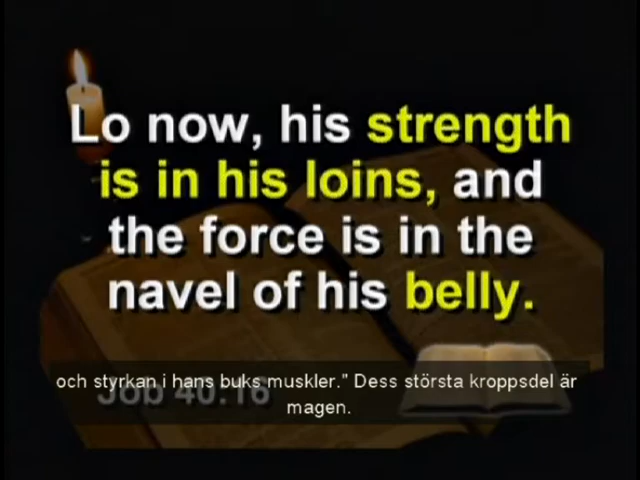 Lo now, his strength
is in his loins, and
the force is in the
navel of his belly.
och styrkan i hans buks muskler." Dess största kroppsdel är
magen.
Job 40:16